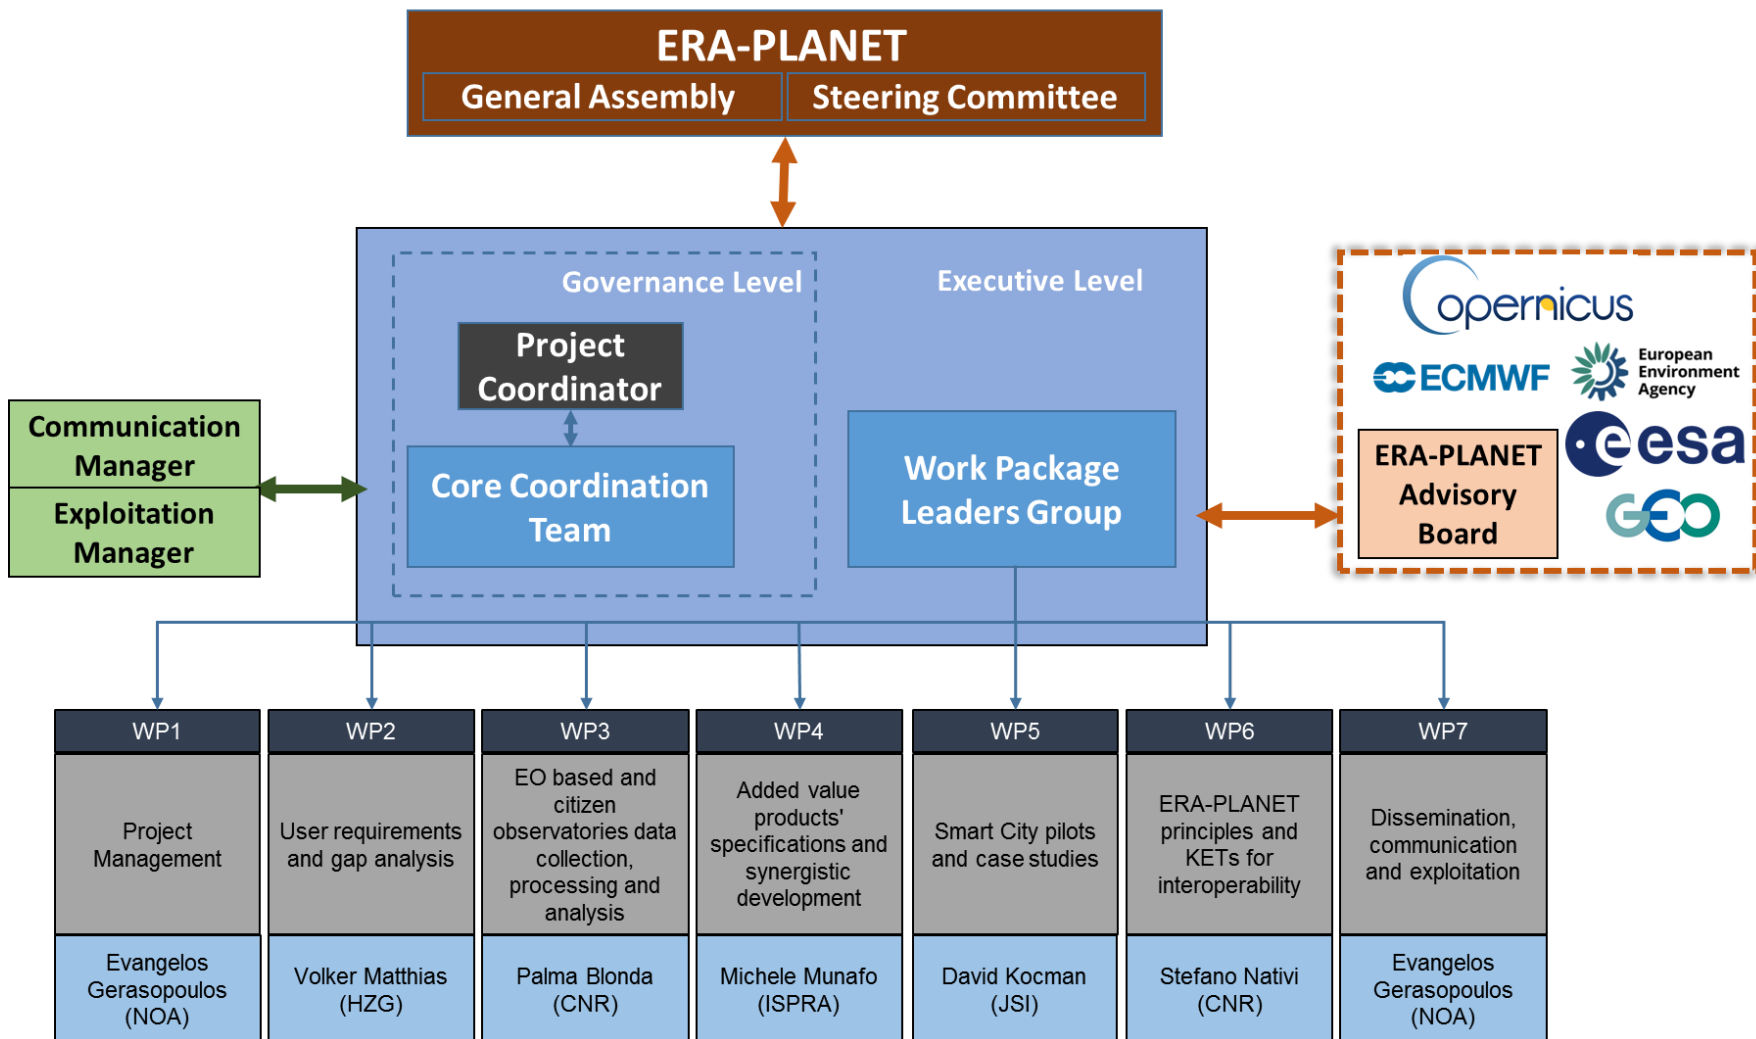 ERA-PLANET
General Assembly
Steering Committee
Governance Level
Executive Level
Project
Coordinator
Core Coordination
Team
Work Package
Leaders Group
Communication
Manager
Exploitation
Manager
opernicus
ECMWF
European
Environment
Agency
esa
ERA-PLANET
Advisory
Board
GEO
WP1
WP2
WP3
WP4
WP5
WP6
WP7
Project
Management
User requirements
and gap analysis
EO based and
citizen
observatories data
collection,
processing and
analysis
Added value
products'
specifications and
synergistic
development
Smart City pilots
and case studies
ERA-PLANET
principles and
KETs for
interoperability
Dissemination,
communication
and exploitation
Evangelos
Gerasopoulos
(NOA)
Volker Matthias
(HZG)
Palma Blonda
(CNR)
Michele Munafo
(ISPRA)
David Kocman
(JSI)
Stefano Nativi
(CNR)
Evangelos
Gerasopoulos
(NOA)